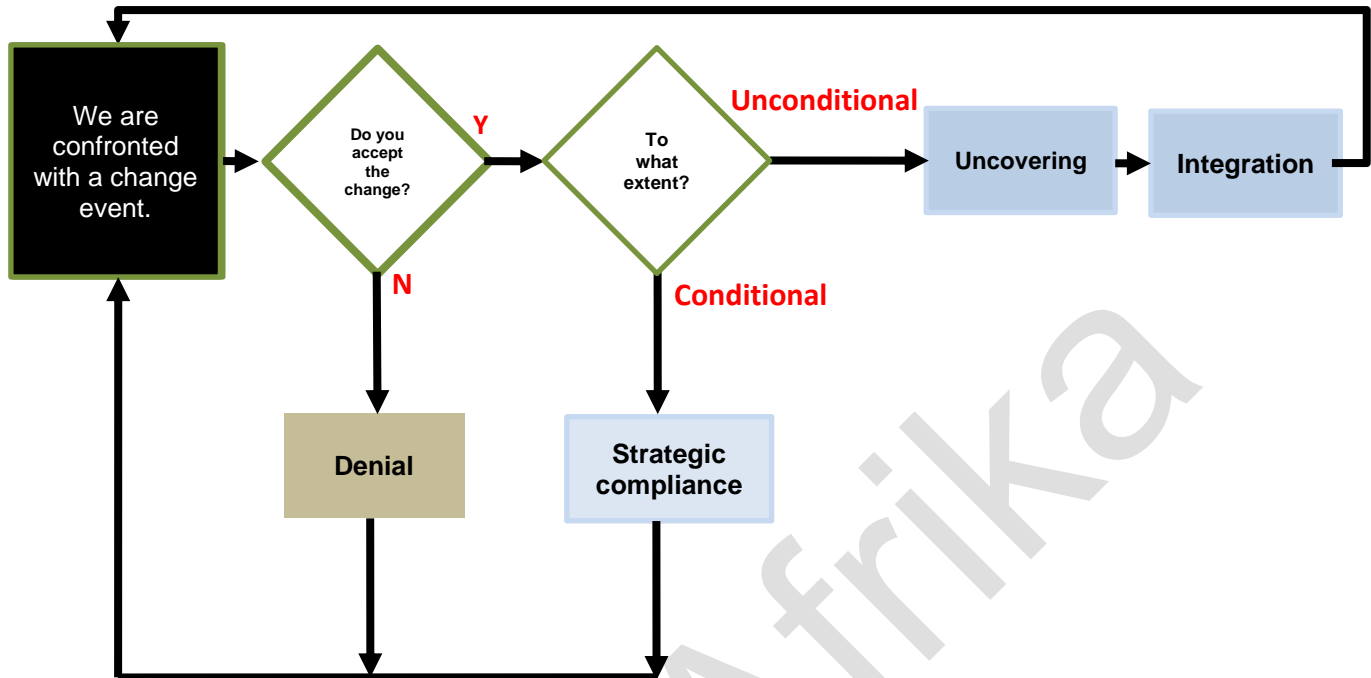 We are
confronted
with a change
event.
Do you
accept
the
change?
Y
N
To
what
extent?
Unconditional
Conditional
Uncovering
Integration
Denial
Strategic
compliance
Afrika